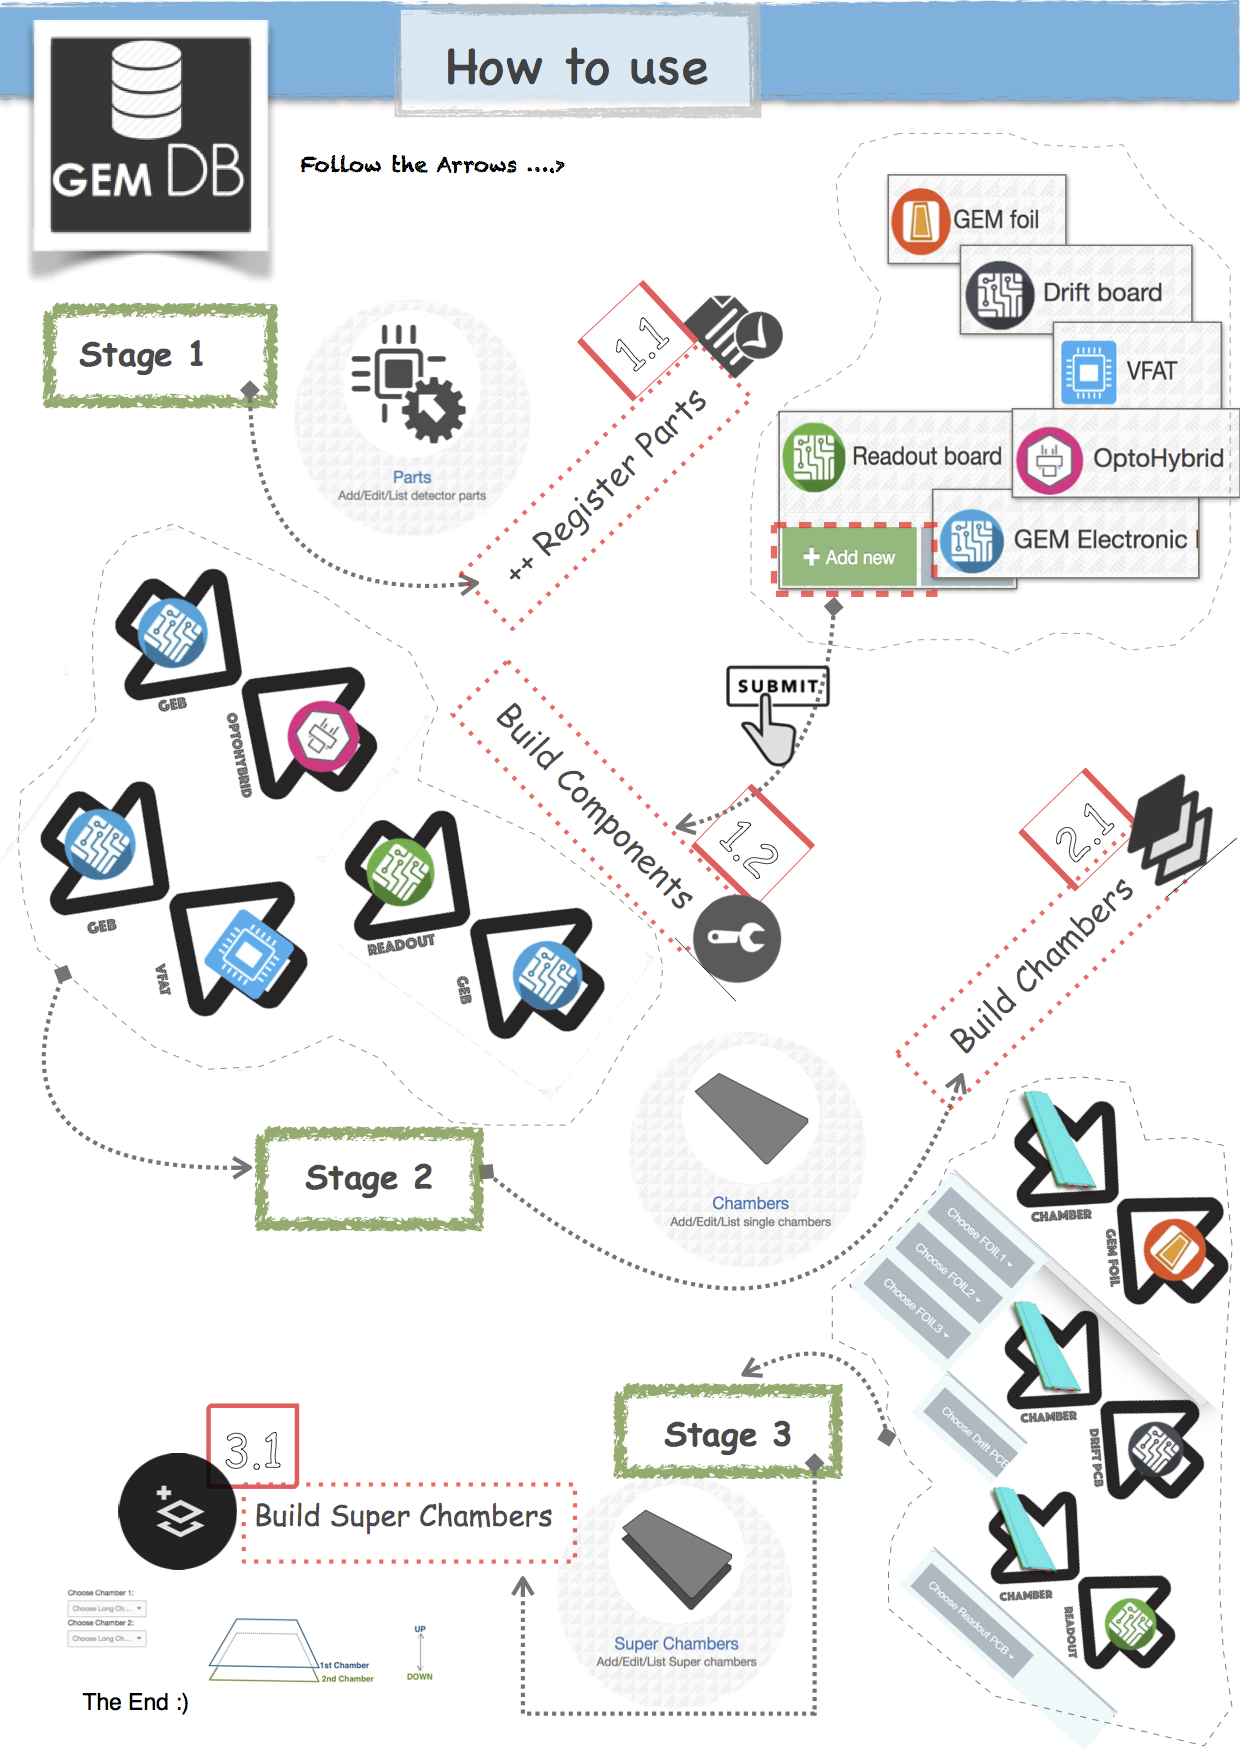 How to use
GEM DB
Follow the Arrows ....>
GEM foil
Drift board
VFAT
Readout board
OptoHybrid
GEM Electronic
+ Add new
Stage 1
Parts
Add/Edit/List detector parts
1.1
++ Register Parts
SUBMIT
Build Components
1.2
GEB
OPTOHYBRID
GEB
VFAT
READOUT
GEB
Stage 2
2.1
Build Chambers
Chambers
Add/Edit/List single chambers
CHAMBER
GEM FOIL
Choose FOIL1
Choose FOIL2
Choose FOIL3
CHAMBER
DRIFT PCB
Choose Drift PCB
CHAMBER
READOUT
Choose Readout PCB
Stage 3
Super Chambers
Add/Edit/List Super chambers
3.1
Build Super Chambers
Choose Chamber 1:
Choose Long Ch...
Choose Chamber 2:
Choose Long Ch...
1st Chamber
2nd Chamber
UP
DOWN
The End :)